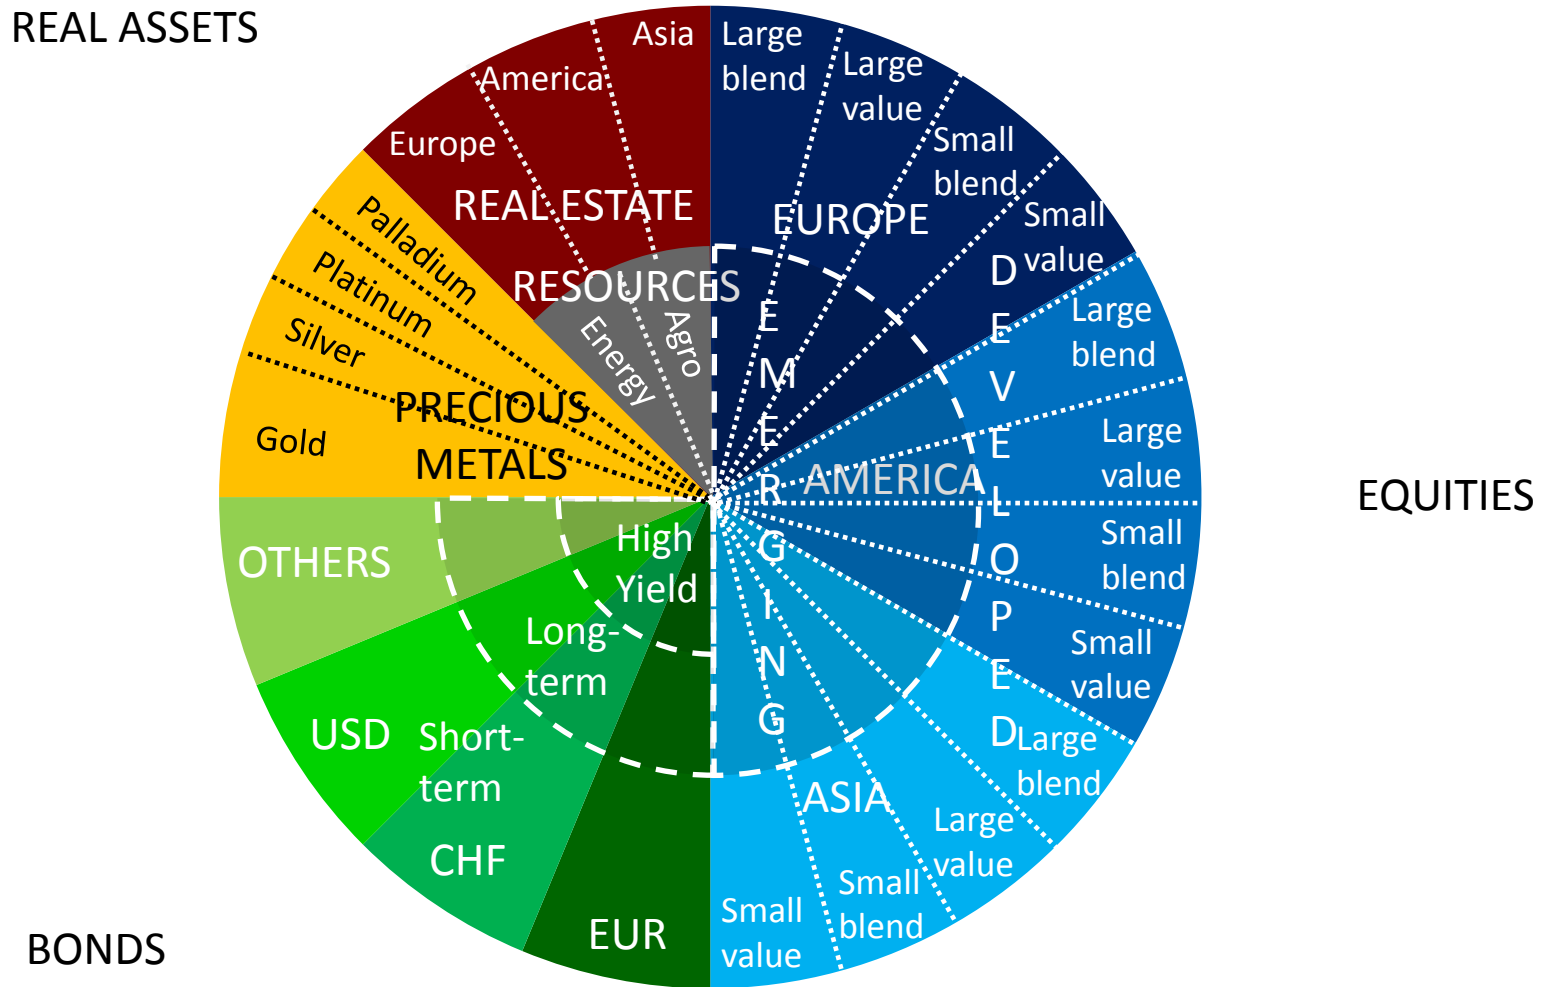 REAL ASSETS
Asia
America
Europe
REAL ESTATE
RESOURCES
Energy
Agro
Palladium
Platinum
Silver
Gold
PRECIOUS
METALS
Large
blend
Large
value
Small
blend
Small
value
EUROPE
EMERGING
DEVELOPED
Large
blend
Large
value
AMERICA
Small
blend
Small
value
EQUITIES
Large
blend
Large
value
Small
blend
Small
value
ASIA
OTHERS
High
Yield
Long-
term
Short-
term
USD
CHF
EUR
BONDS